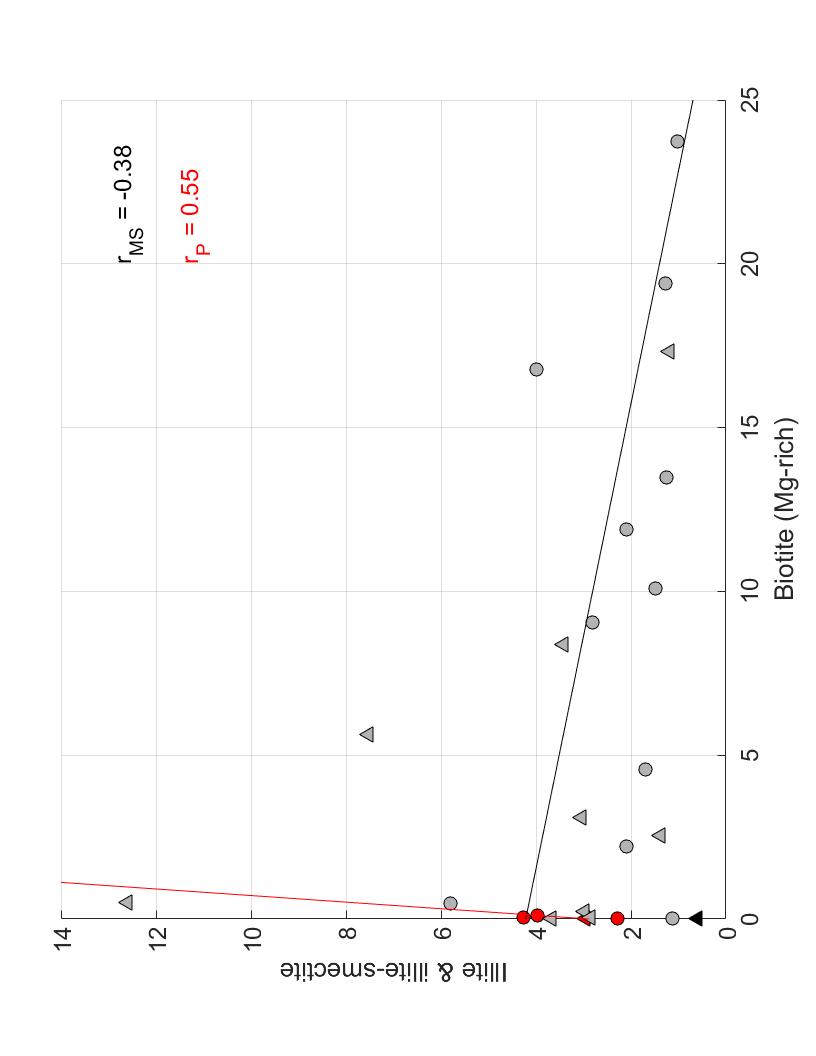 14
12
10
8
6
4
2
0
Illite & illite-smectite
r_MS = -0.38
r_P = 0.55
0 5 10 15 20 25
Biotite (Mg-rich)